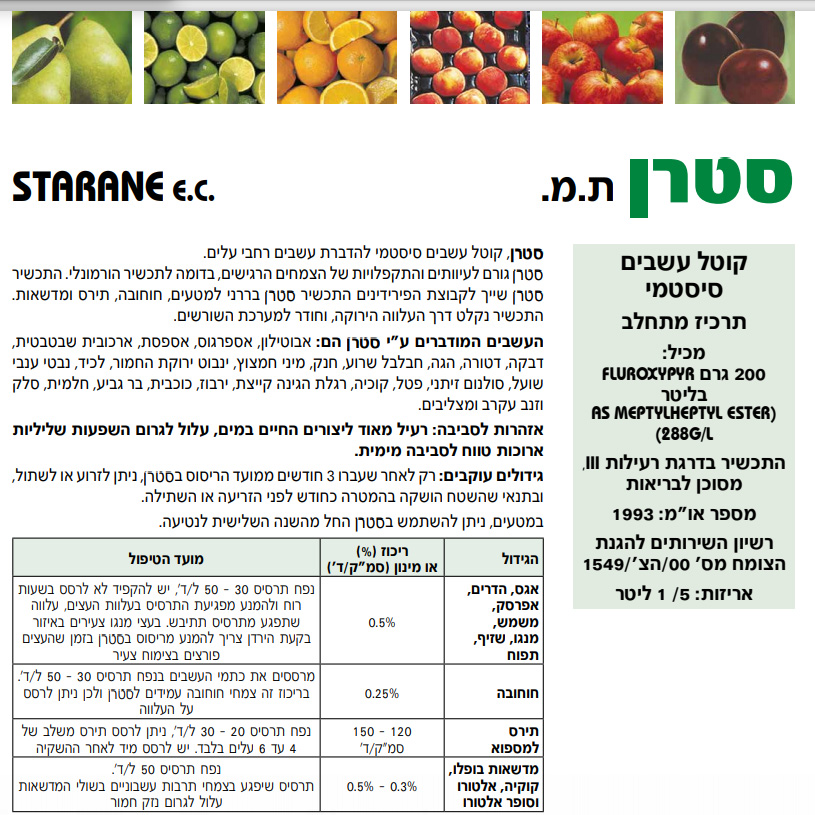 סטרן ת.מ.
STARANE E.C.
קוטל עשבים
סיסטמי
תרכיז מתחלב
מכיל:
200 גרם FLUROXYPYR
בליטר
(AS MEPTYLHEPTYL ESTER
288G/L)
התכשיר בדרגת רעילות III,
מסוכן לבריאות
מספר או"מ: 1993
רשיון השירותים להגנת
הצומח מס' 00/הצ'/1549
אריזות: 5/ 1 ליטר
סטרן, קוטל עשבים סיסטמי להדברת עשבים רחבי עלים.
סטרן גורם לעיוותים והתקפלויות של הצמחים הרגישים, בדומה לתכשיר הורמונלי. התכשיר
סטרן שייך לקבוצת הפירידינים התכשיר סטרן בררני למטעים, חוחובה, תירס ומדשאות.
התכשיר נקלט דרך העלווה הירוקה, וחודר למערכת השורשים.
העשבים המודברים ע"י סטרן הם: אבוטילון, אספרגוס, אספסת, ארכובית שבטבטית,
דבקה, דטורה, הגה, חבלבל שרוע, חנק, מיני חמצוץ, ינבוט ירוקת החמור, לכיד, נבטי ענבי
שועל, סולנום זיתני, פטל, קוכיה, רגלת הגינה קייצת, ירבוז, כוכבית, בר גביע, חלמית, סלק
וזנב עקרב ומצליבים.
אזהרות לסביבה: רעיל מאוד ליצורים החיים במים, עלול לגרום השפעות שליליות
ארוכות טווח לסביבה מימית.
גידולים עוקבים: רק לאחר שעברו 3 חודשים ממועד הריסוס בסטרן, ניתן לזרוע או לשתול,
ובתנאי שהשטח הושקה בהמטרה כחודש לפני הזריעה או השתילה.
במטעים, ניתן להשתמש בסטרן החל מהשנה השלישית לנטיעה.
הגידול
ריכוז (%)
או מינון (סמ"ק/ד')
מועד הטיפול
אגס, הדרים,
אפרסק,
משמש,
מנגו, שזיף,
תפוח
0.5%
נפח תרסיס 30 - 50 ל/ד', יש להקפיד לא לרסס בשעות
רוח ולהמנע מפגיעת התרסיס בעלוות העצים, עלווה
שתפגע מתרסיס תתיבש. בעצי מנגו צעירים באיזור
בקעת הירדן צריך להמנע מריסוס בסטרן בזמן שהעצים
פורצים בצימוח צעיר
חוחובה
0.25%
מרססים את כתמי העשבים בנפח תרסיס 30 - 50 ל/ד'.
בריכוז זה צמחי חוחובה עמידים לסטרן ולכן ניתן לרסס
על העלווה
תירס
למספוא
120 - 150
סמ"ק/ד'
נפח תרסיס 20 - 30 ל/ד', ניתן לרסס תירס משלב של
4 עד 6 עלים בלבד. יש לרסס מיד לאחר ההשקיה
מדשאות בופלו,
קוקיה, אלטורו
וסופר אלטורו
0.3% - 0.5%
נפח תרסיס 50 ל/ד'.
תרסיס שיפגע בצמחי תרבות עשבוניים בשולי המדשאות
עלול לגרום נזק חמור